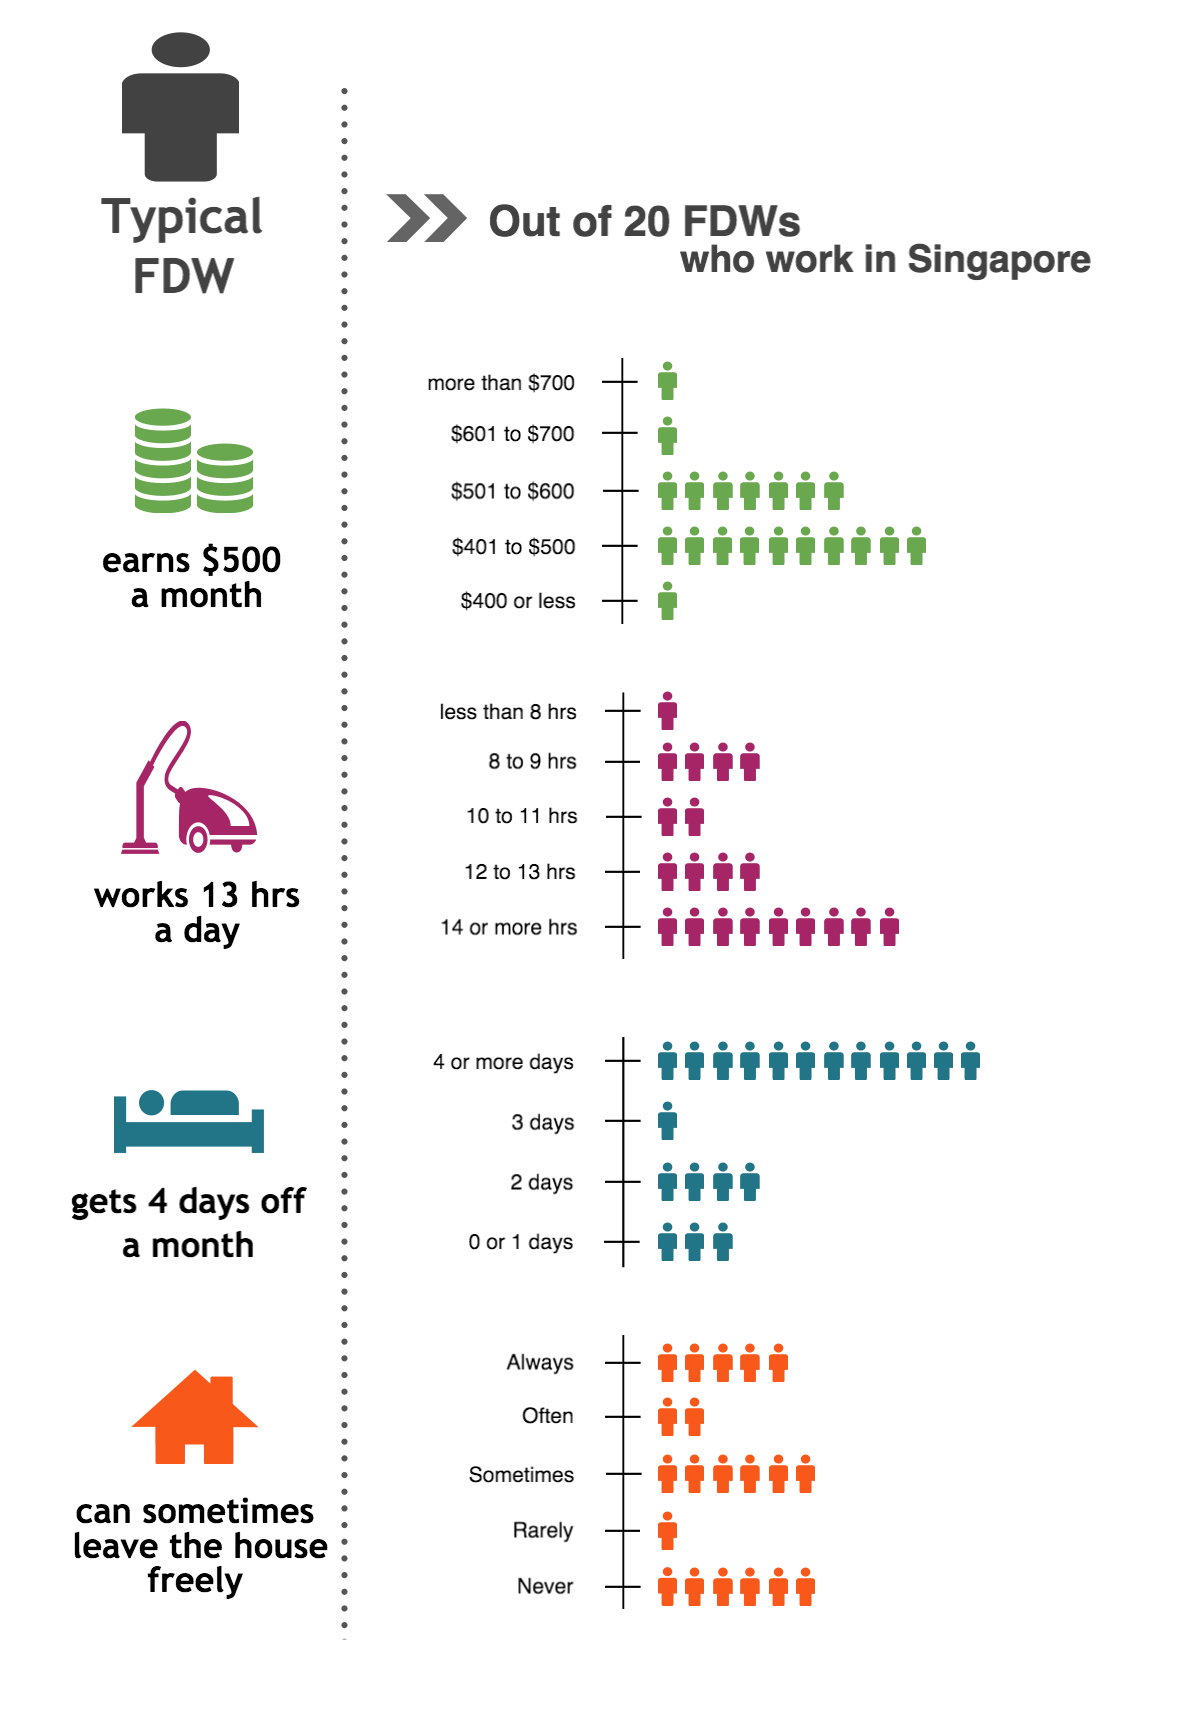 Typical
FDW
Out of 20 FDWs
who work in Singapore
earns $500
a month
more than $700
$601 to $700
$501 to $600
$401 to $500
$400 or less
works 13 hrs
a day
less than 8 hrs
8 to 9 hrs
10 to 11 hrs
12 to 13 hrs
14 or more hrs
gets 4 days off
a month
4 or more days
3 days
2 days
0 or 1 days
can sometimes
leave the house
freely
Always
Often
Sometimes
Rarely
Never